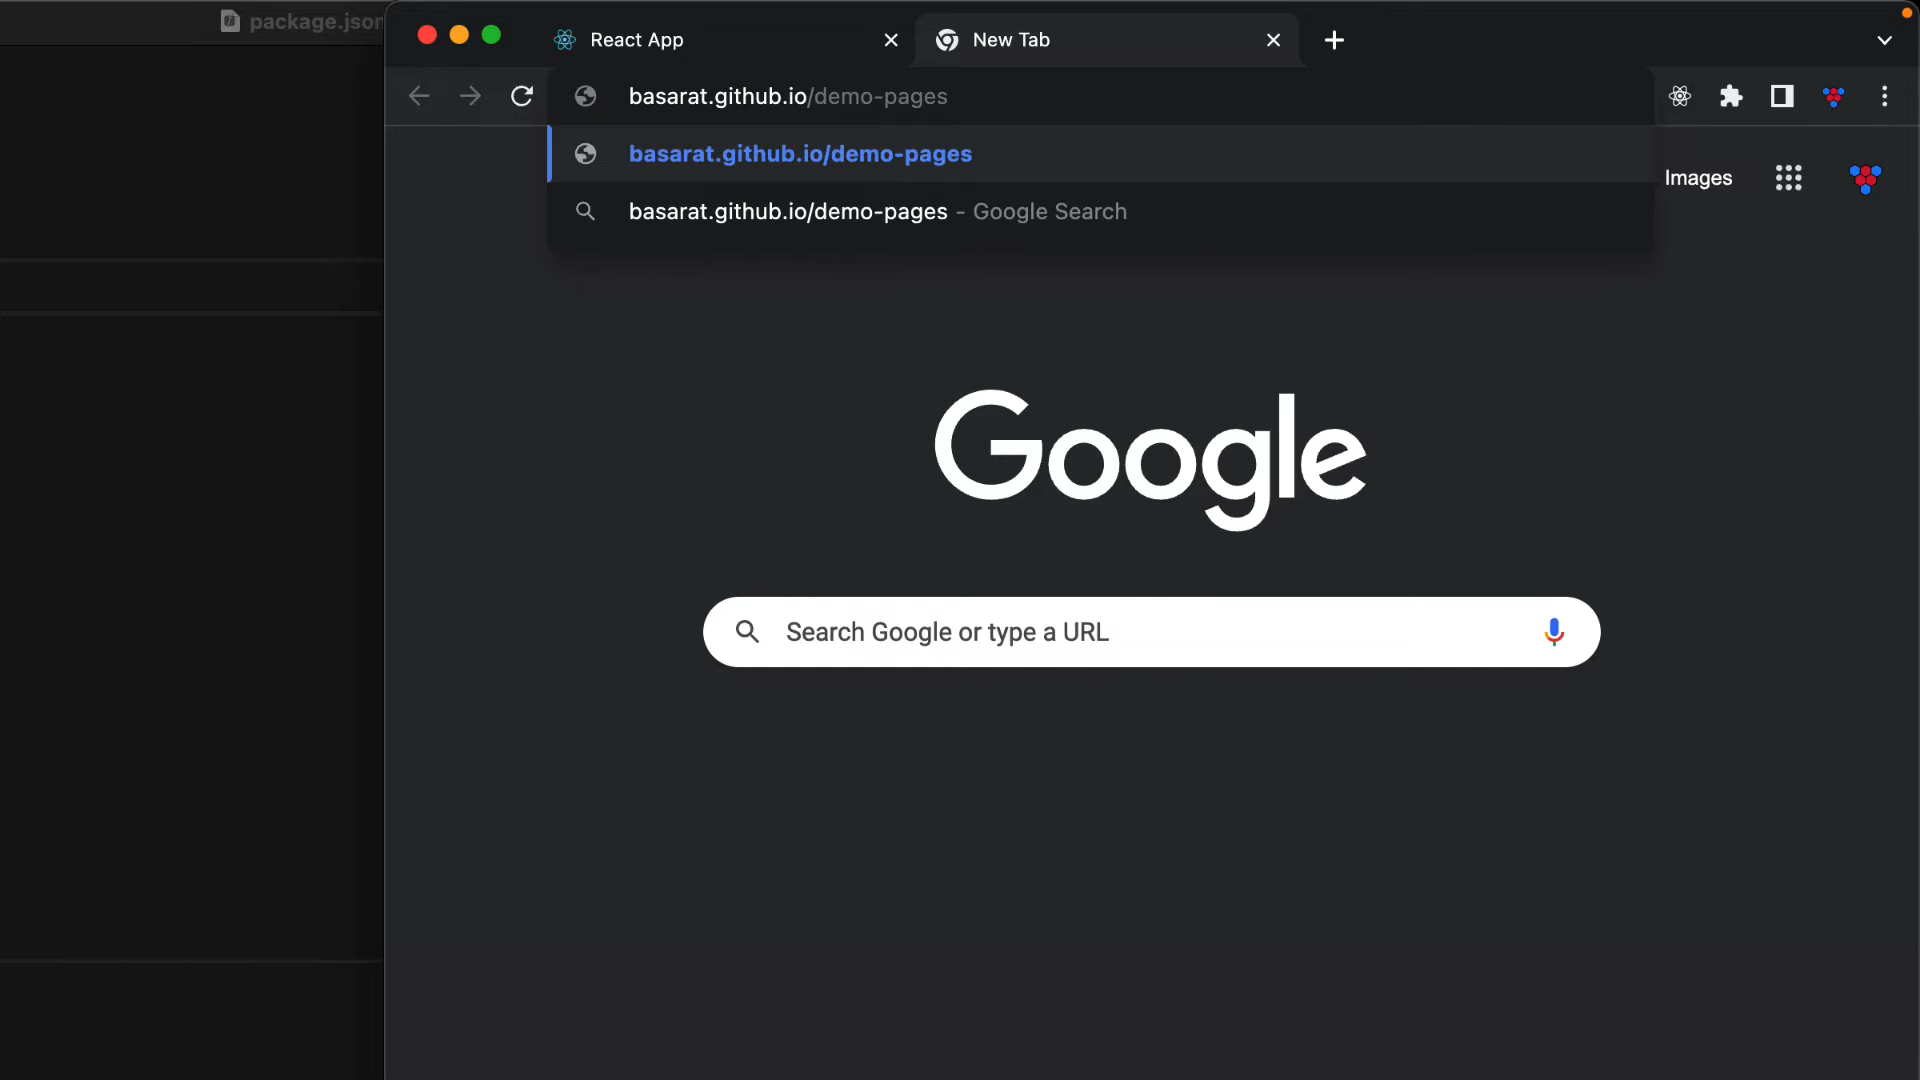 package.json
React App
New Tab
basarat.github.io/demo-pages
basarat.github.io/demo-pages
basarat.github.io/demo-pages - Google Search
Images
Google
Search Google or type a URL